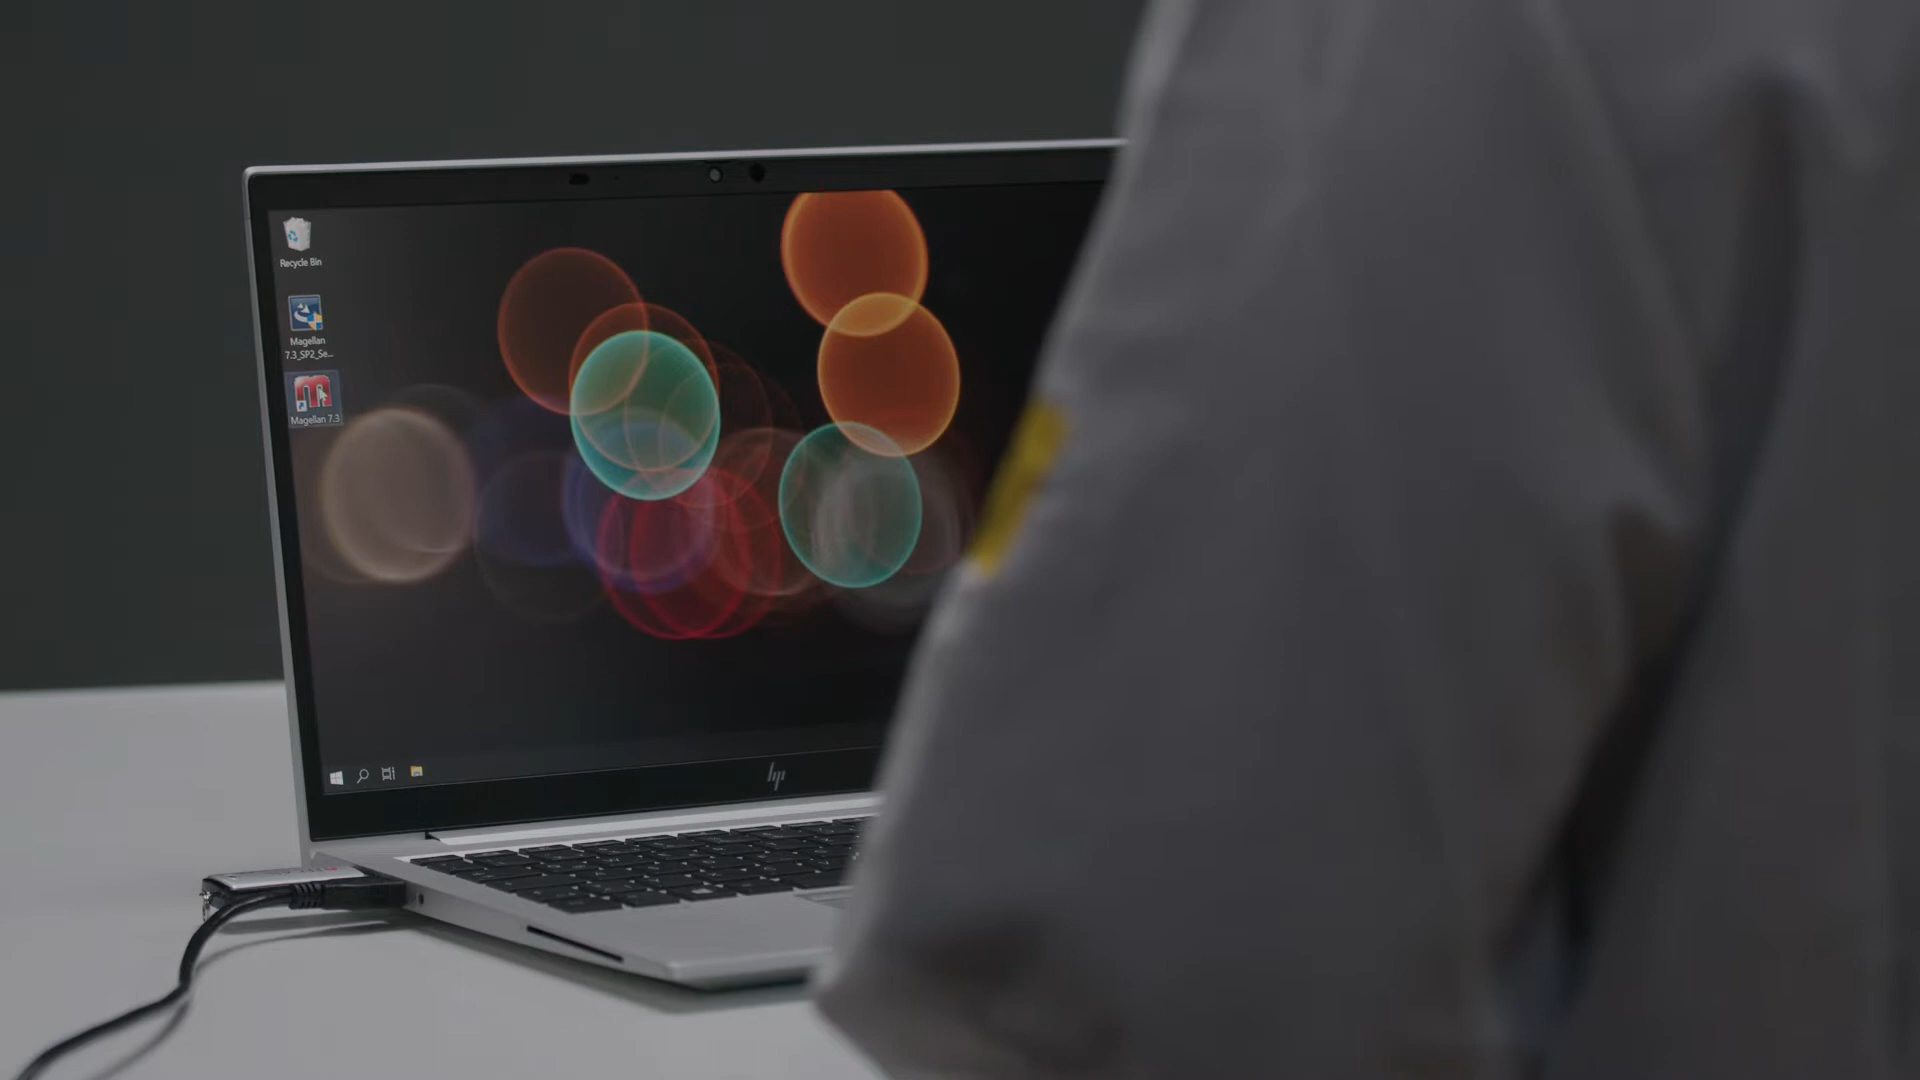 Recycle Bin
Magellan
7.3_SP2_Se...
Magellan 7.3
hp